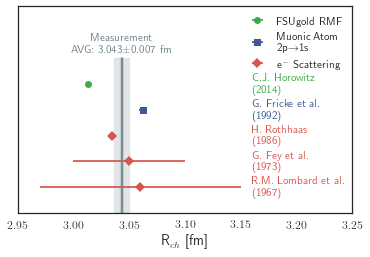 FSUgold RMF
Muonic Atom
2p→1s
e⁻ Scattering
Measurement
AVG: 3.043±0.007 fm
C.J. Horowitz
(2014)
G. Fricke et al.
(1992)
H. Rothhaas
(1986)
G. Fey et al.
(1973)
R.M. Lombard et al.
(1967)
2.95 3.00 3.05 3.10 3.15 3.20 3.25
R_ch [fm]